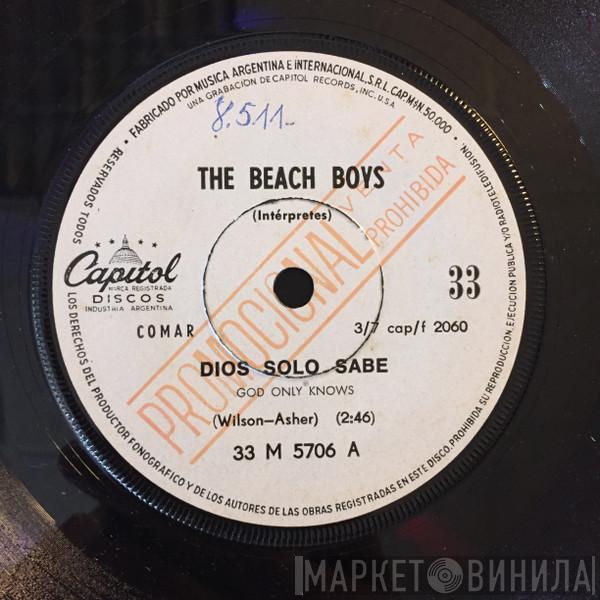 • FABRICADO POR MUSICA ARGENTINA E INTERNACIONAL, S.R.L. CAP. M$N. 50.000 •
UNA GRABACIÓN DE CAPITOL RECORDS, INC. U.S.A
8.511.-
THE BEACH BOYS
(Intérpretes)
PROMOCIONAL
VENTA
PROHIBIDA
Capitol
MARCA REGISTRADA
DISCOS
INDUSTRIA ARGENTINA
33
COMAR
3/7 cap/f 2060
DIOS SOLO SABE
GOD ONLY KNOWS
(Wilson—Asher) (2:46)
33 M 5706 A
RESERVADOS TODOS LOS DERECHOS DEL PRODUCTOR FONOGRAFICO Y DE LOS AUTORES DE LAS OBRAS REGISTRADAS EN ESTE DISCO. PROHIBIDA SU REPRODUCCION, EJECUCION PUBLICA Y/O RADIOTELEDIFUSION.
МАРКЕТ ВИНИЛА